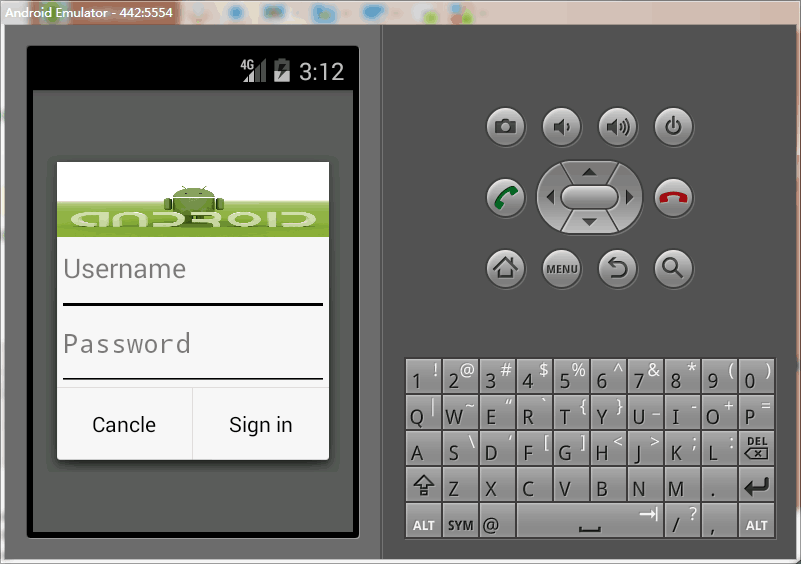 Android Emulator - 442:5554
4G 3:12
ANDROID
Username
Password
Cancle Sign in
MENU
1 ! 2 @ 3 # 4 $ 5 % 6 ^ 7 & 8 * 9 ( 0 )
Q | W ~ E “ R ` T { Y } U _ I - O + P =
A S \ D ‘ F [ G ] H < J > K ; L : DEL
Z X C V B N M .
ALT SYM @ / ? , ALT